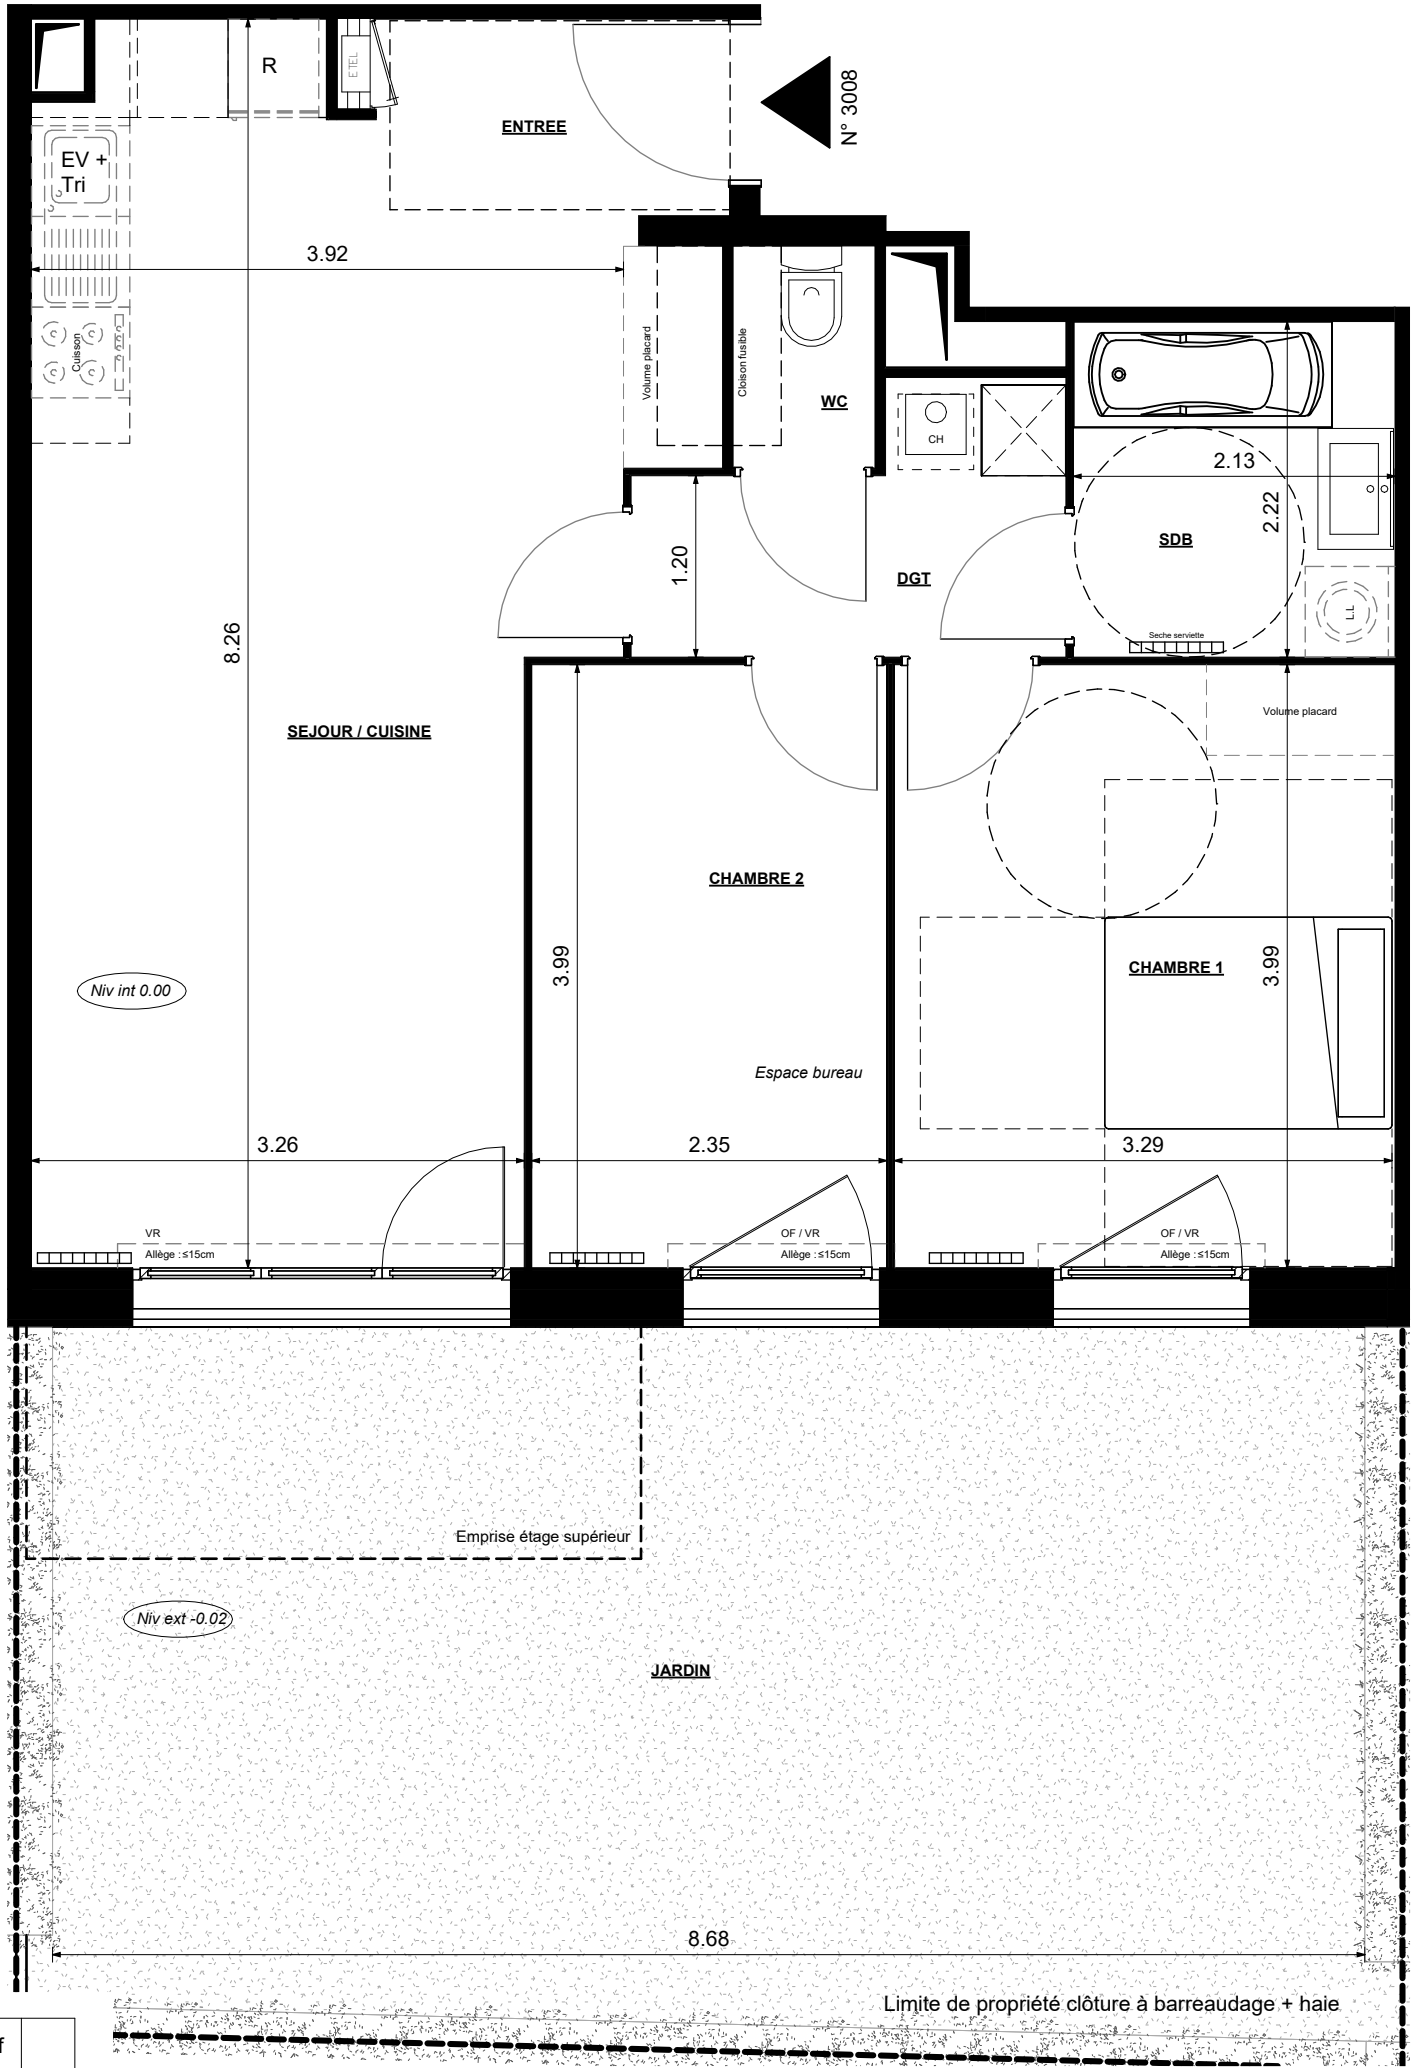 R
E TEL
ENTREE
N° 3008
EV +
Tri
3.92
Cuisson
Volume placard
Cloison fusible
WC
CH
2.13
2.22
SDB
1.20
DGT
L.L
Seche serviette
8.26
SEJOUR / CUISINE
Volume placard
CHAMBRE 2
3.99
CHAMBRE 1
3.99
Niv int 0.00
Espace bureau
3.26
2.35
3.29
VR
Allège : ≤15cm
OF / VR
Allège : ≤15cm
OF / VR
Allège : ≤15cm
Emprise étage supérieur
Niv ext -0.02
JARDIN
8.68
Limite de propriété clôture à barreaudage + haie